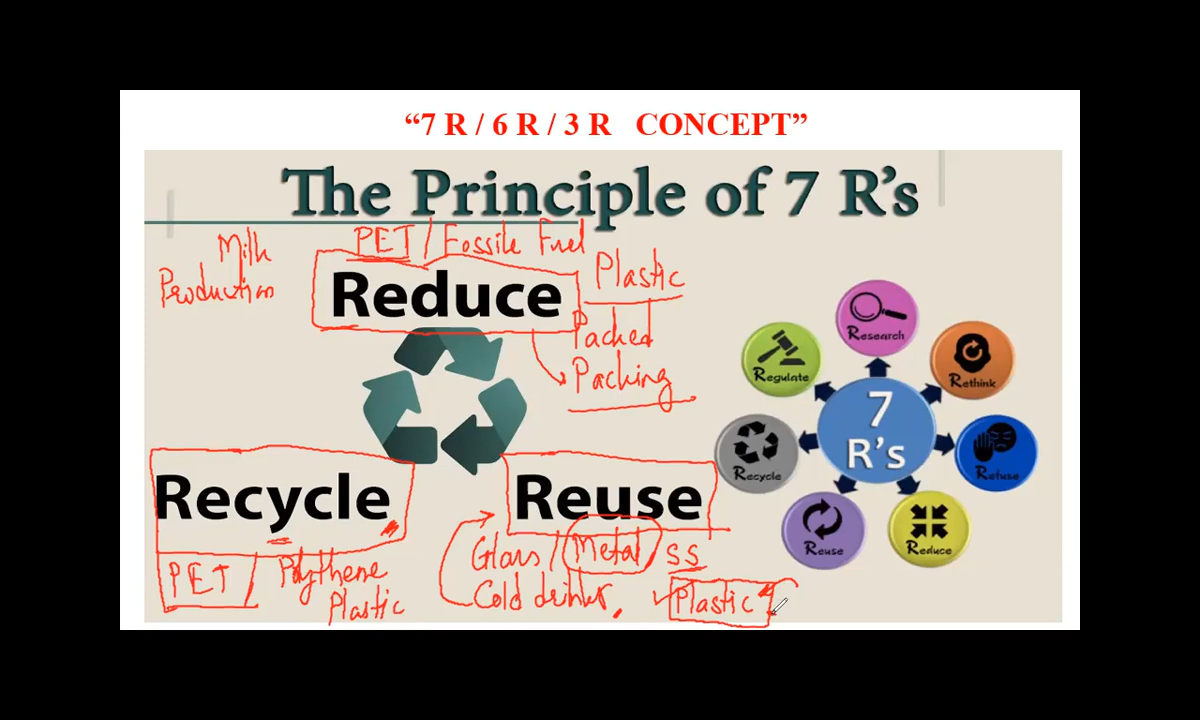 “7 R / 6 R / 3 R CONCEPT”
The Principle of 7 R's
Milk
Production
PET / Fossile Fuel
Reduce
Plastic
Packed
Packing
Recycle
PET / Polythene
Plastic
Reuse
Glass / Metal SS
Cold drinks,
Plastic
7
R's
Research
Rethink
Refuse
Reduce
Reuse
Recycle
Regulate